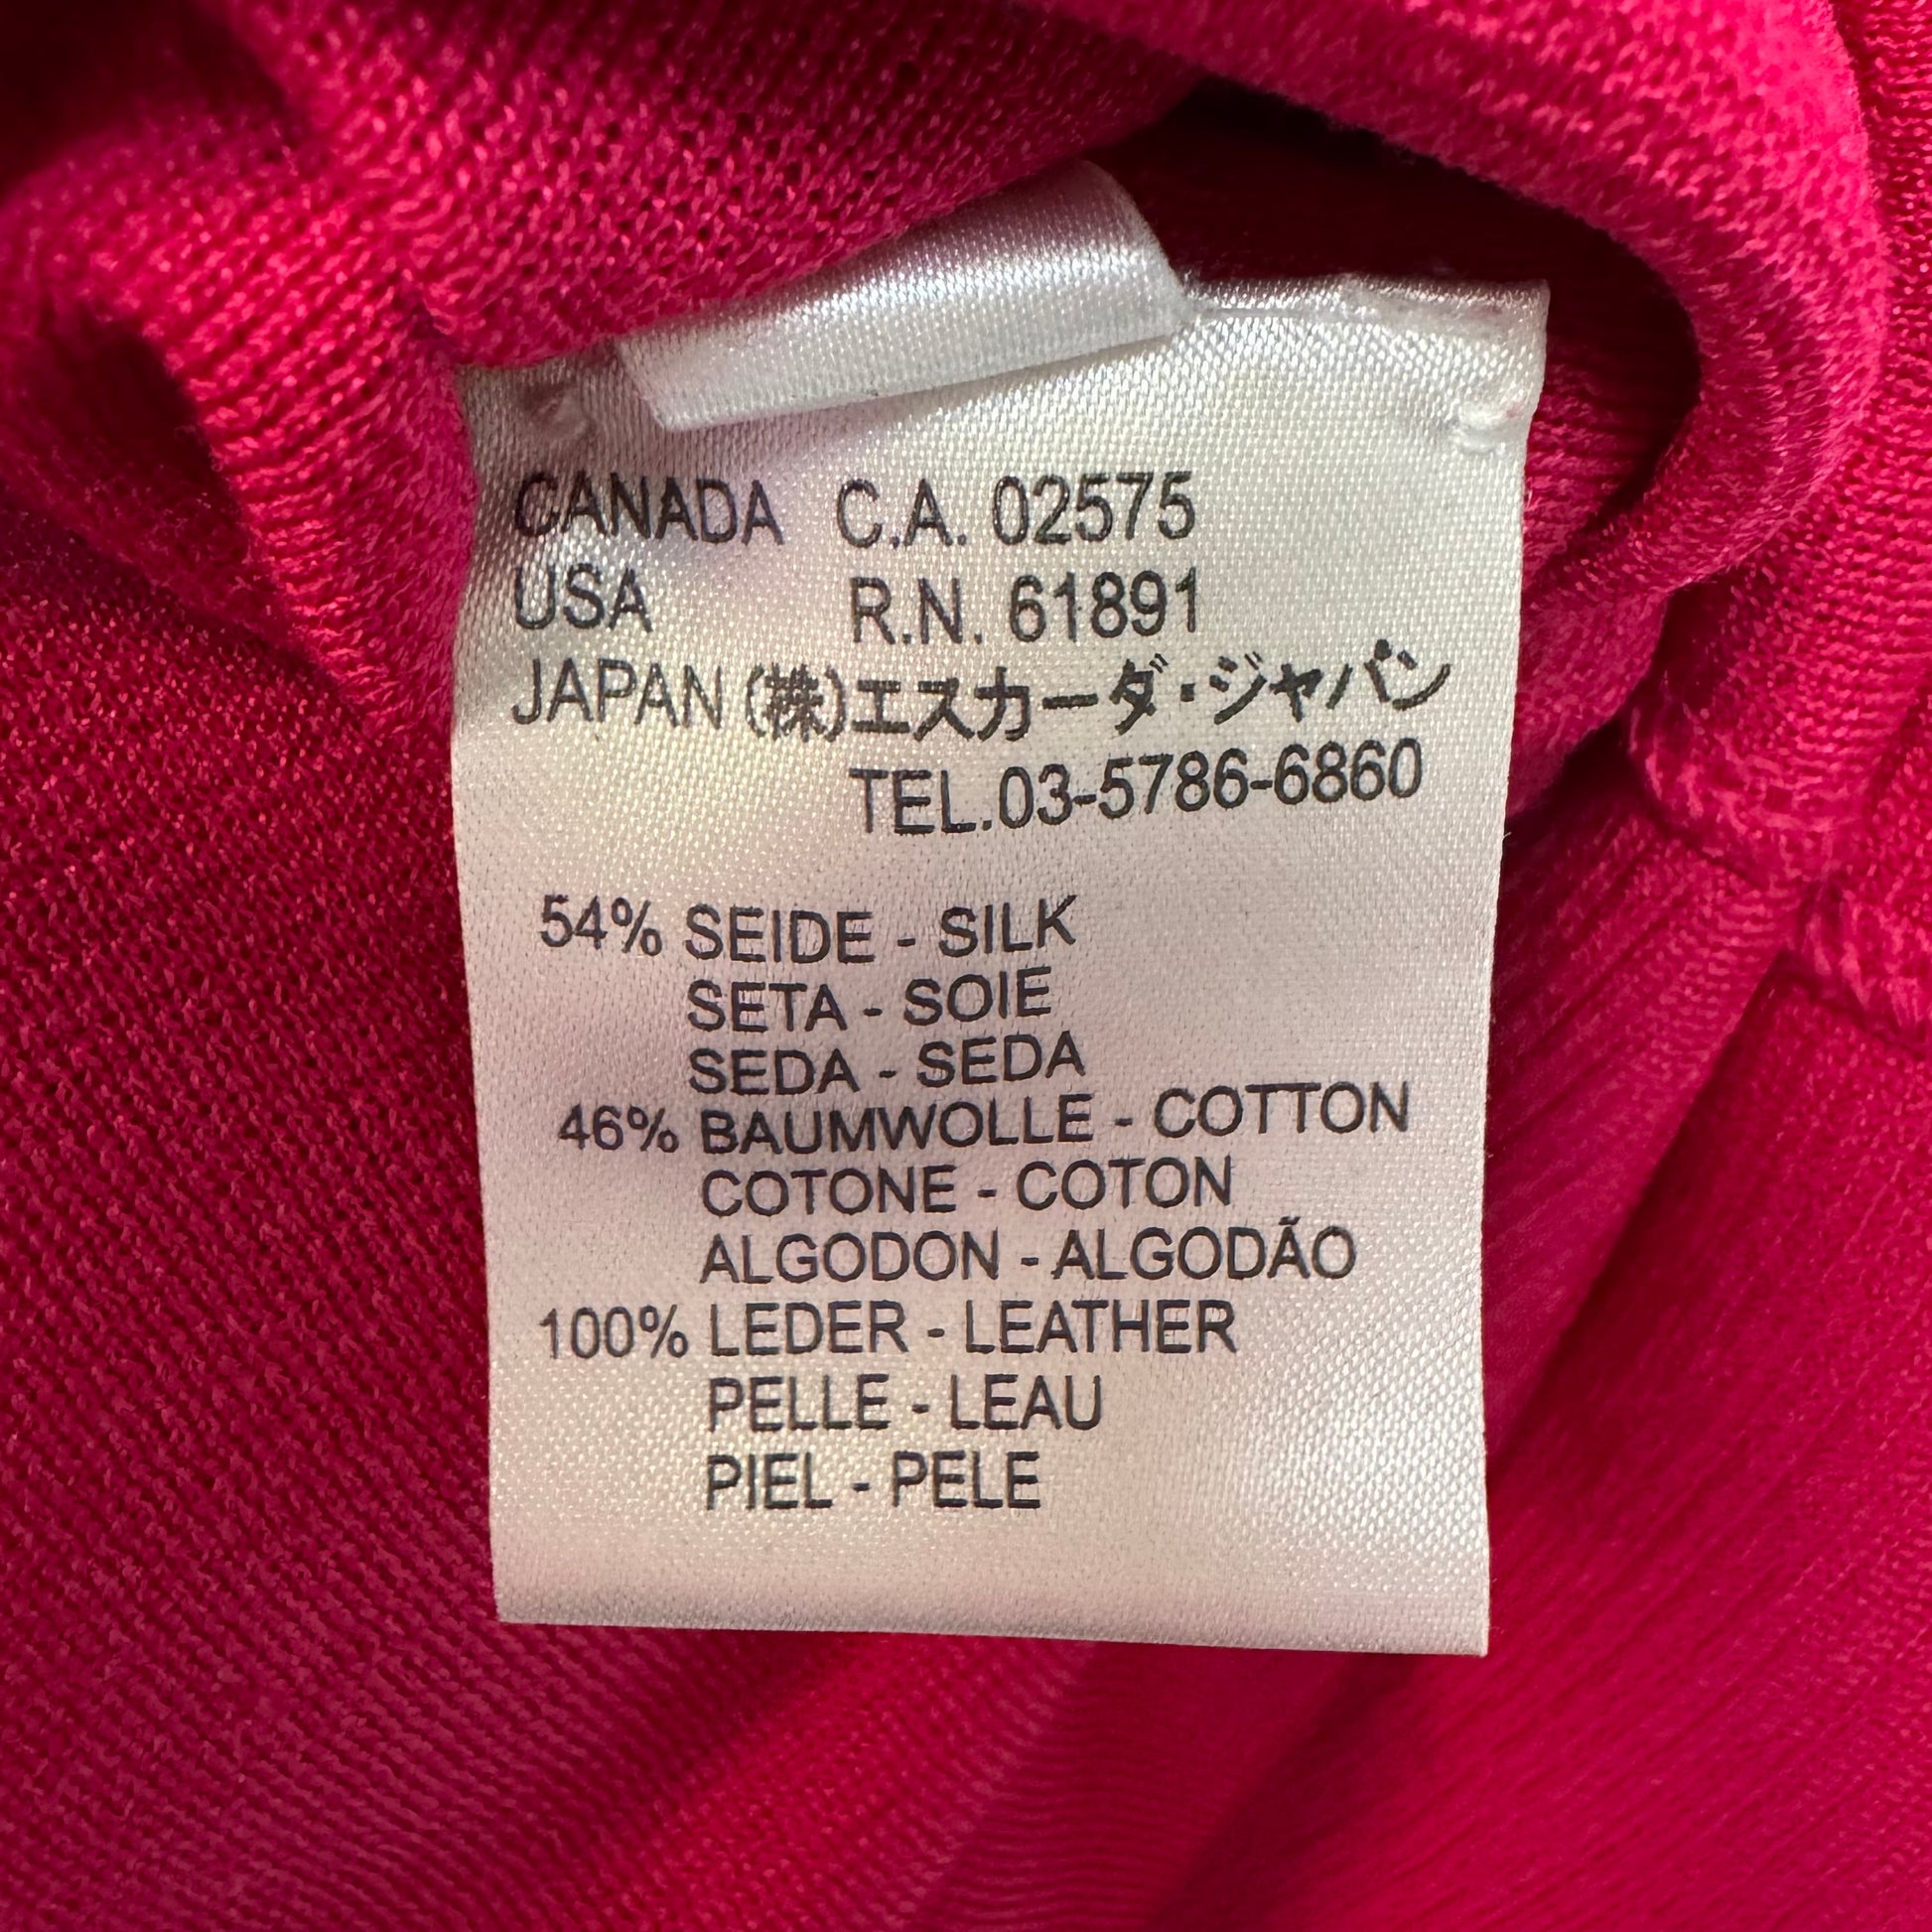 CANADA C.A. 02575
USA R.N. 61891
JAPAN (株)エスカーダ・ジャパン
TEL.03-5786-6860
54% SEIDE - SILK
SETA - SOIE
SEDA - SEDA
46% BAUMWOLLE - COTTON
COTONE - COTON
ALGODON - ALGODÃO
100% LEDER - LEATHER
PELLE - LEAU
PIEL - PELE